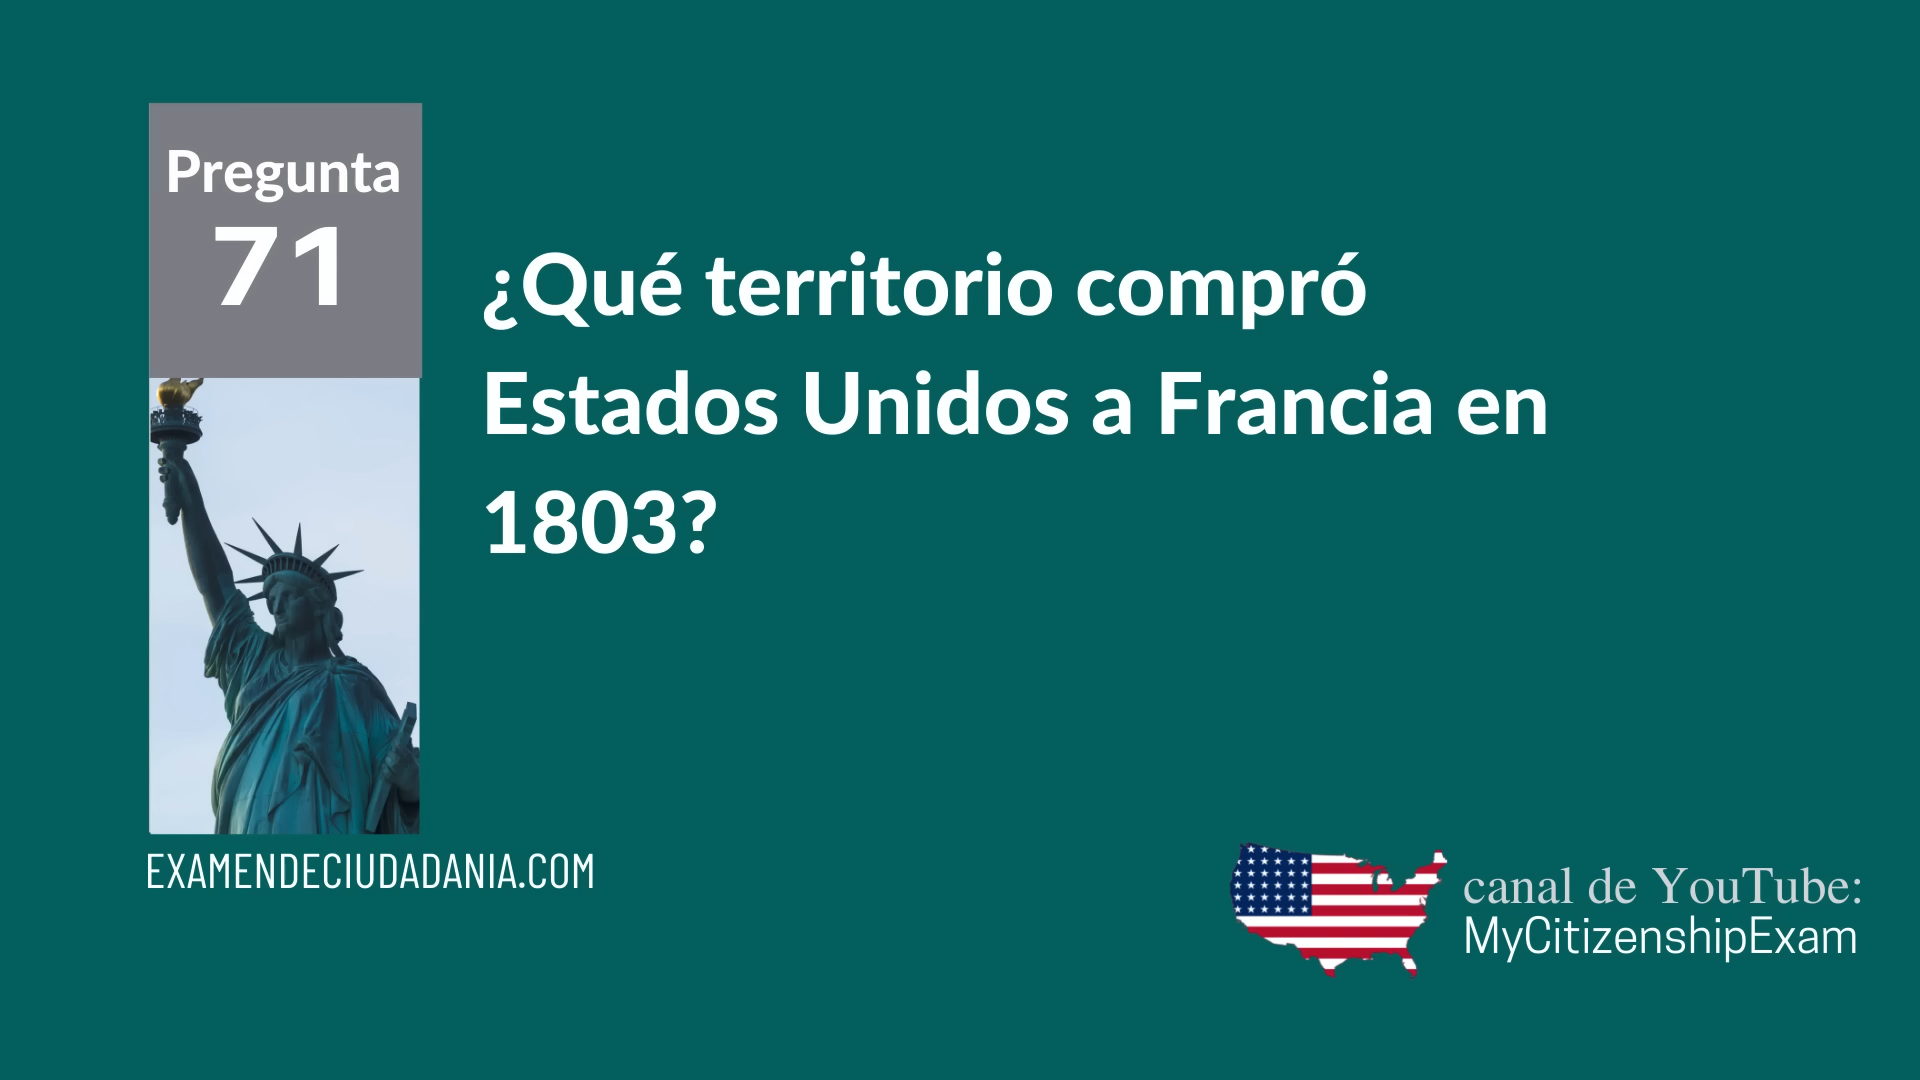 Pregunta
71
¿Qué territorio compró
Estados Unidos a Francia en
1803?
EXAMENDECIUDADANIA.COM
canal de YouTube:
MyCitizenshipExam